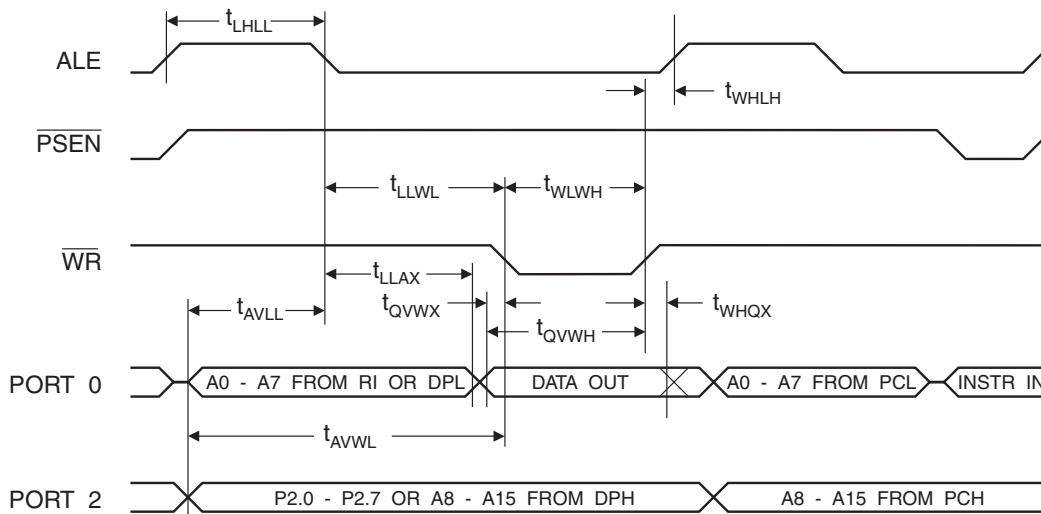 tLHLL
ALE
tWHLH
PSEN
tLLWL
tWLWH
WR
tLLAX
tAVLL
tQVWX
tWHQX
tQVWH
PORT 0
A0 - A7 FROM RI OR DPL
DATA OUT
A0 - A7 FROM PCL
INSTR IN
tAVWL
PORT 2
P2.0 - P2.7 OR A8 - A15 FROM DPH
A8 - A15 FROM PCH